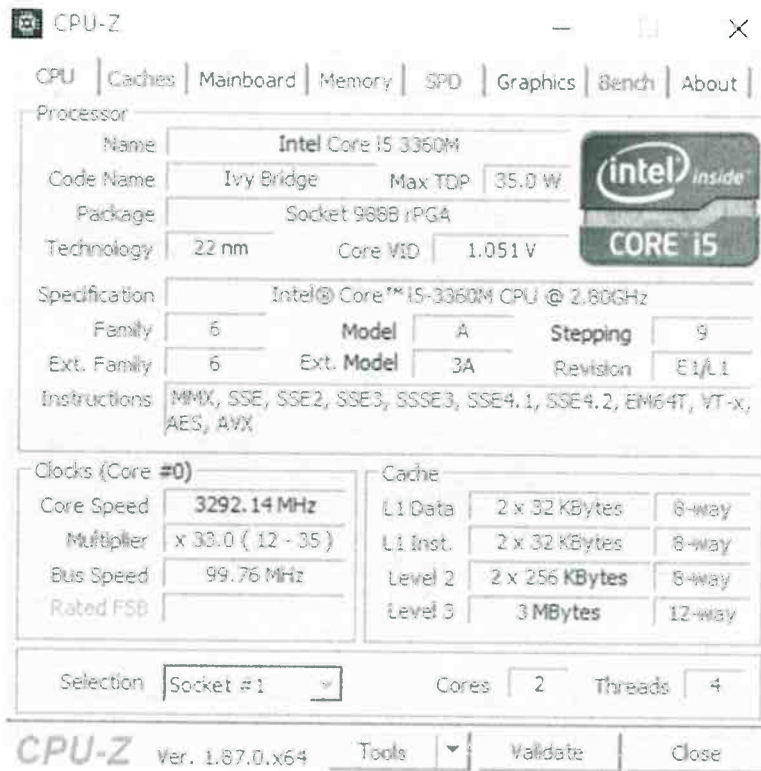 CPU-Z
CPU Caches Mainboard Memory SPD Graphics Bench About
Processor
Name Intel Core i5 3360M
Code Name Ivy Bridge Max TDP 35.0 W
Package Socket 988B rPGA
Technology 22 nm Core VID 1.051 V
intel inside
CORE i5
Specification Intel® Core™ i5-3360M CPU @ 2.80GHz
Family 6 Model A Stepping 9
Ext. Family 6 Ext. Model 3A Revision E1/L1
Instructions MMX, SSE, SSE2, SSE3, SSSE3, SSE4.1, SSE4.2, EM64T, VT-x,
AES, AVX
Clocks (Core #0)
Core Speed 3292.14 MHz
Multiplier x 33.0 ( 12 - 35 )
Bus Speed 99.76 MHz
Rated FSB
Cache
L1 Data 2 x 32 KBytes 8-way
L1 Inst. 2 x 32 KBytes 8-way
Level 2 2 x 256 KBytes 8-way
Level 3 3 MBytes 12-way
Selection Socket #1 Cores 2 Threads 4
CPU-Z Ver. 1.87.0.x64 Tools Validate Close